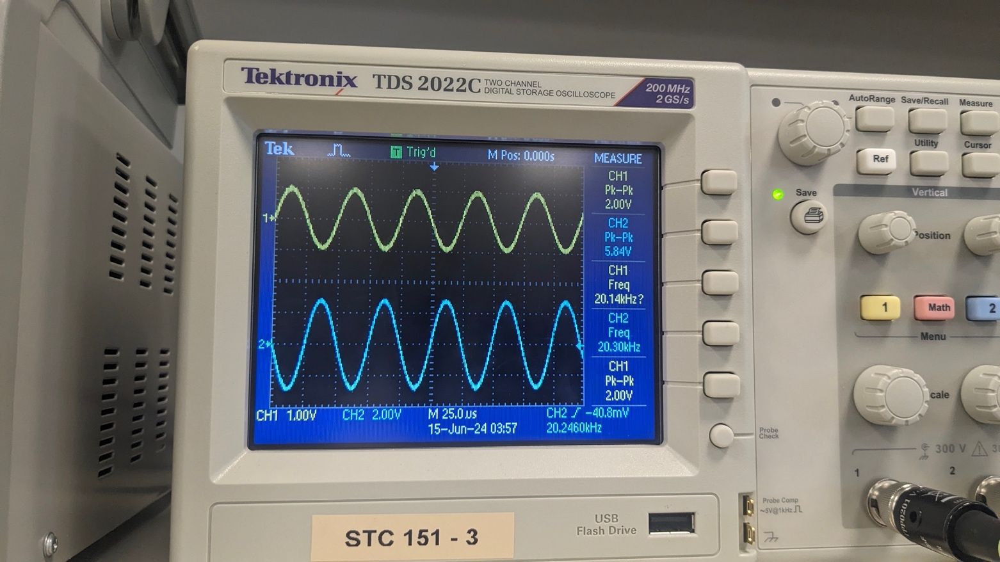 Tektronix TDS 2022C TWO CHANNEL
DIGITAL STORAGE OSCILLOSCOPE
200 MHz
2 GS/s
Tek
T Trig'd
M Pos: 0.000s
MEASURE
CH1
Pk-Pk
2.00V
CH2
Pk-Pk
5.84V
CH1
Freq
20.14kHz?
CH2
Freq
20.30kHz
CH1
Pk-Pk
2.00V
1
2
CH1 1.00V
CH2 2.00V
M 25.0us
CH2 -40.8mV
15-Jun-24 03:57
20.2460kHz
AutoRange
Save/Recall
Measure
Ref
Utility
Cursor
Save
Vertical
Position
1
Math
2
Menu
cale
Probe
Check
300 V
1
2
Probe Comp
~5V@1kHz
USB
Flash Drive
STC 151 - 3